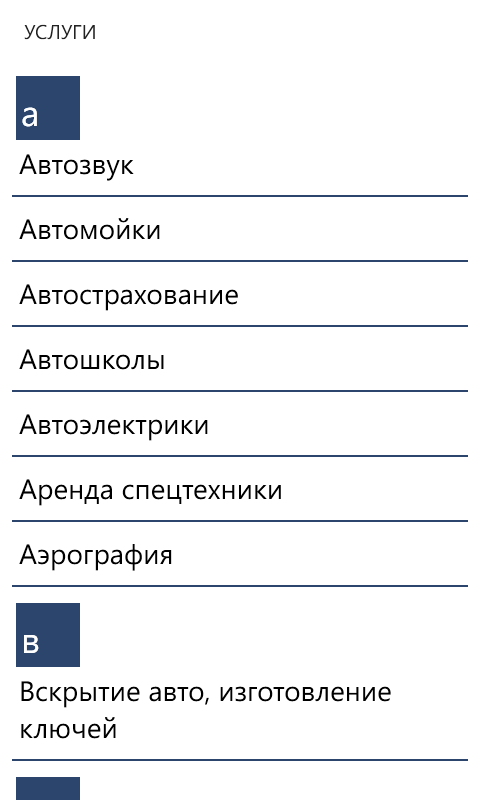 УСЛУГИ
а
Автозвук
Автомойки
Автострахование
Автошколы
Автоэлектрики
Аренда спецтехники
Аэрография
в
Вскрытие авто, изготовление
ключей